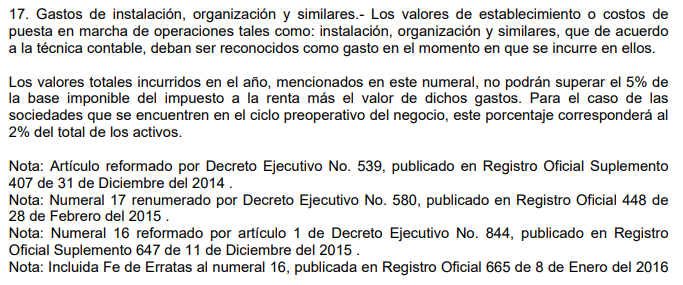 17. Gastos de instalación, organización y similares.- Los valores de establecimiento o costos de
puesta en marcha de operaciones tales como: instalación, organización y similares, que de acuerdo
a la técnica contable, deban ser reconocidos como gasto en el momento en que se incurre en ellos.
Los valores totales incurridos en el año, mencionados en este numeral, no podrán superar el 5% de
la base imponible del impuesto a la renta más el valor de dichos gastos. Para el caso de las
sociedades que se encuentren en el ciclo preoperativo del negocio, este porcentaje corresponderá al
2% del total de los activos.
Nota: Artículo reformado por Decreto Ejecutivo No. 539, publicado en Registro Oficial Suplemento
407 de 31 de Diciembre del 2014 .
Nota: Numeral 17 renumerado por Decreto Ejecutivo No. 580, publicado en Registro Oficial 448 de
28 de Febrero del 2015 .
Nota: Numeral 16 reformado por artículo 1 de Decreto Ejecutivo No. 844, publicado en Registro
Oficial Suplemento 647 de 11 de Diciembre del 2015 .
Nota: Incluida Fe de Erratas al numeral 16, publicada en Registro Oficial 665 de 8 de Enero del 2016